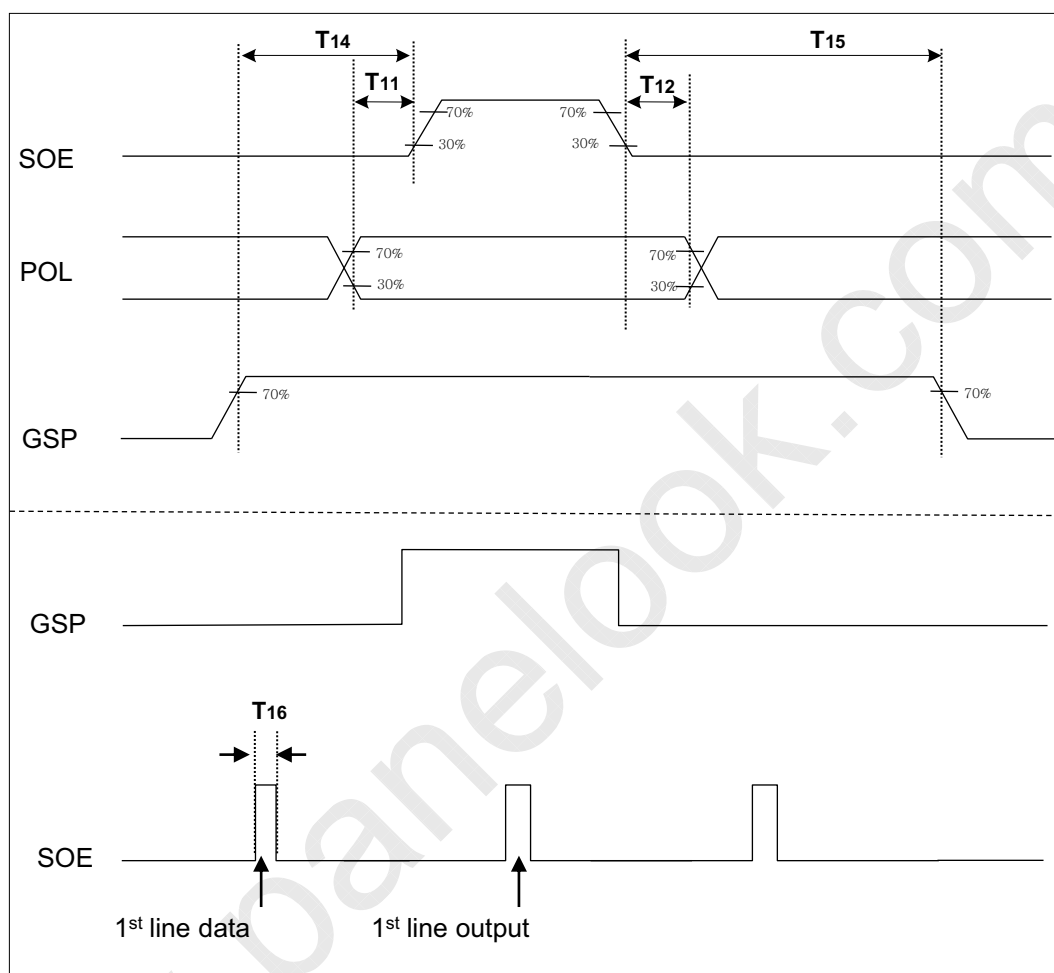 T14
T15
T11
T12
70%
70%
SOE
30%
30%
POL
70%
70%
30%
30%
GSP
70%
70%
GSP
T16
SOE
1st line data
1st line output
panelook.com